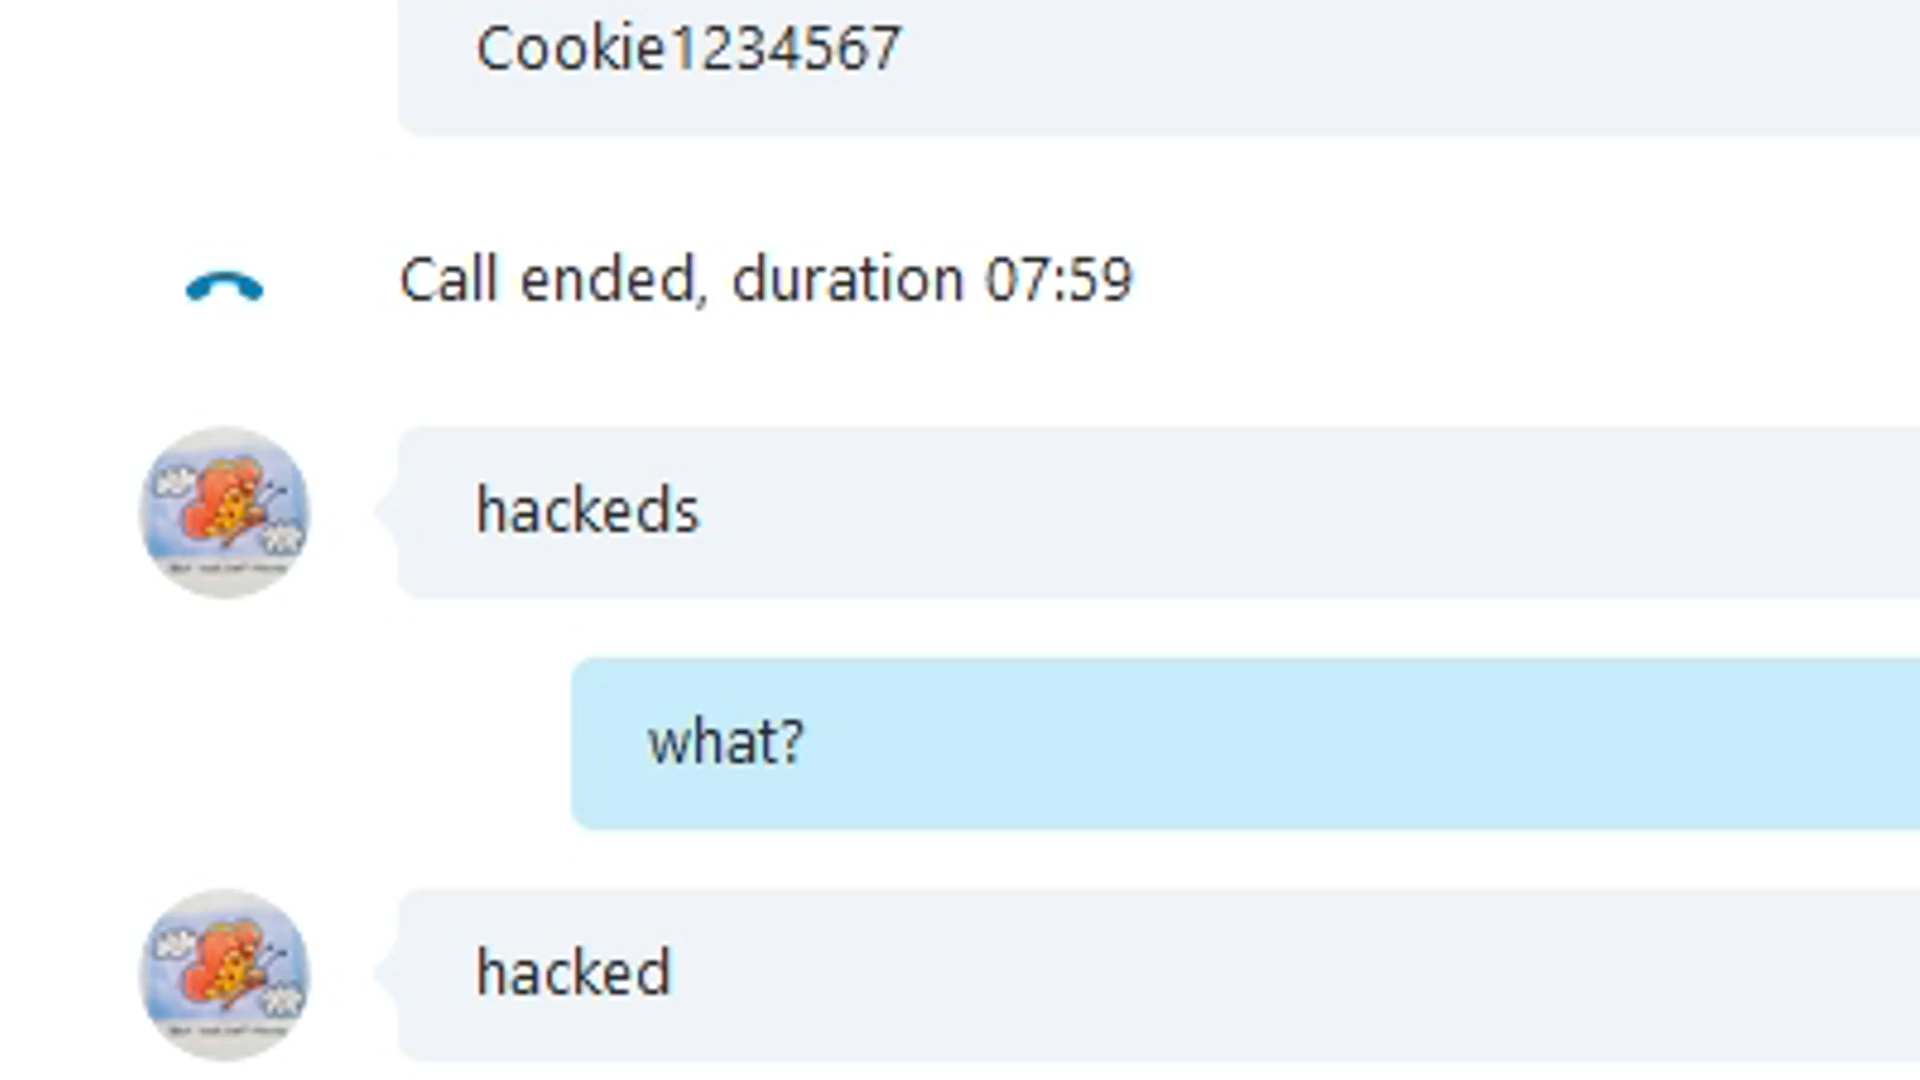 Cookie1234567
Call ended, duration 07:59
hackeds
what?
hacked